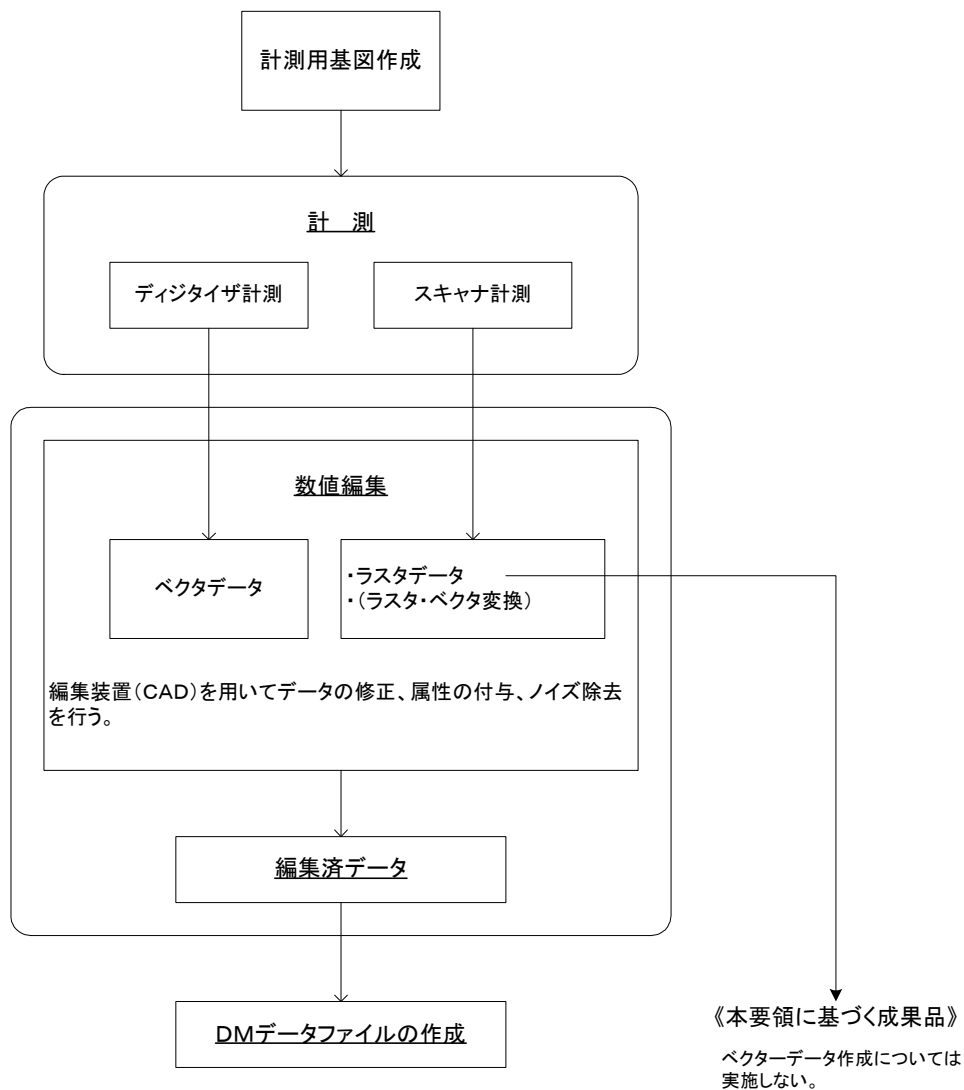 計測用基図作成
計　測
ディジタイザ計測
スキャナ計測
数値編集
ベクタデータ
・ラスタデータ
・（ラスタ・ベクタ変換）
編集装置（ＣＡＤ）を用いてデータの修正、属性の付与、ノイズ除去
を行う。
編集済データ
ＤＭデータファイルの作成
《本要領に基づく成果品》
ベクターデータ作成については
実施しない。